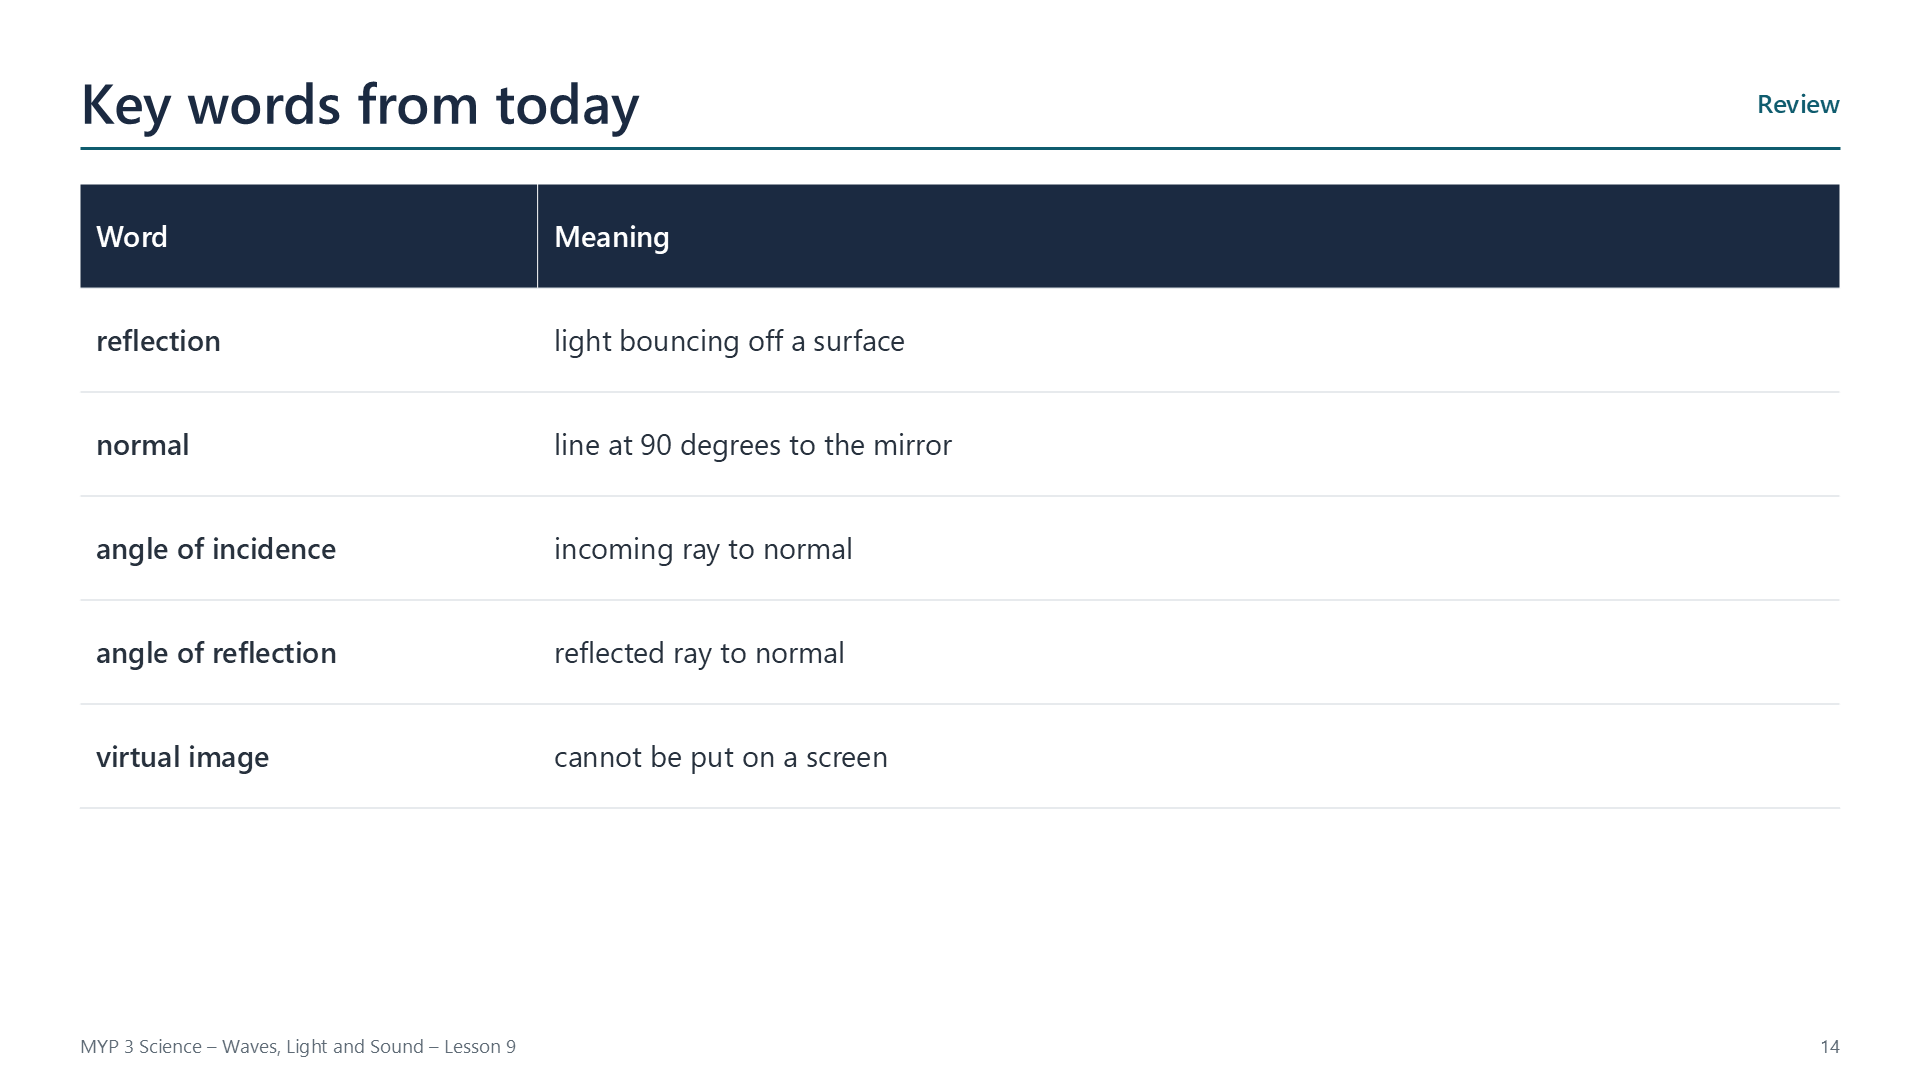 Key words from today
Review
Word Meaning
reflection light bouncing off a surface
normal line at 90 degrees to the mirror
angle of incidence incoming ray to normal
angle of reflection reflected ray to normal
virtual image cannot be put on a screen
MYP 3 Science – Waves, Light and Sound – Lesson 9
14